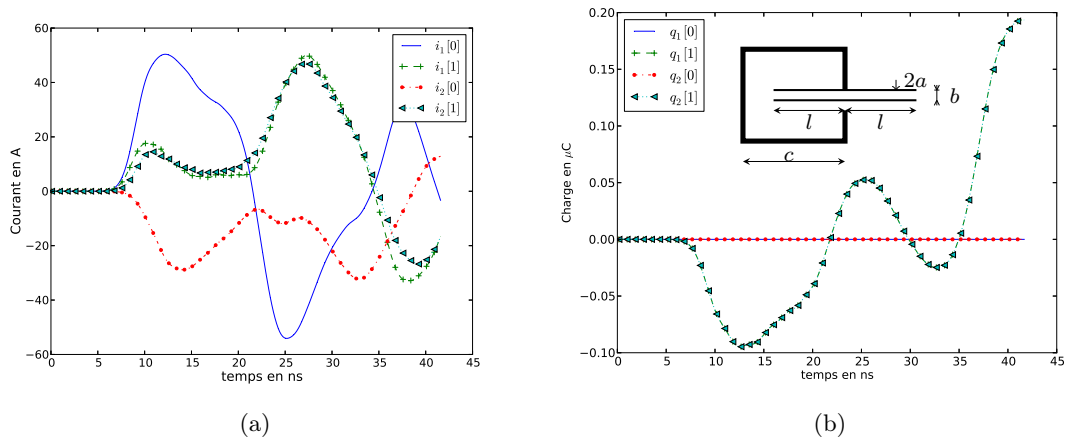 60
40
20
0
−20
−40
−60
0 5 10 15 20 25 30 35 40 45
Courant en A
temps en ns
i₁[0]
i₁[1]
i₂[0]
i₂[1]
(a)
0.20
0.15
0.10
0.05
0.00
−0.05
−0.10
0 5 10 15 20 25 30 35 40 45
Charge en μC
temps en ns
q₁[0]
q₁[1]
q₂[0]
q₂[1]
2a
b
l l
c
(b)